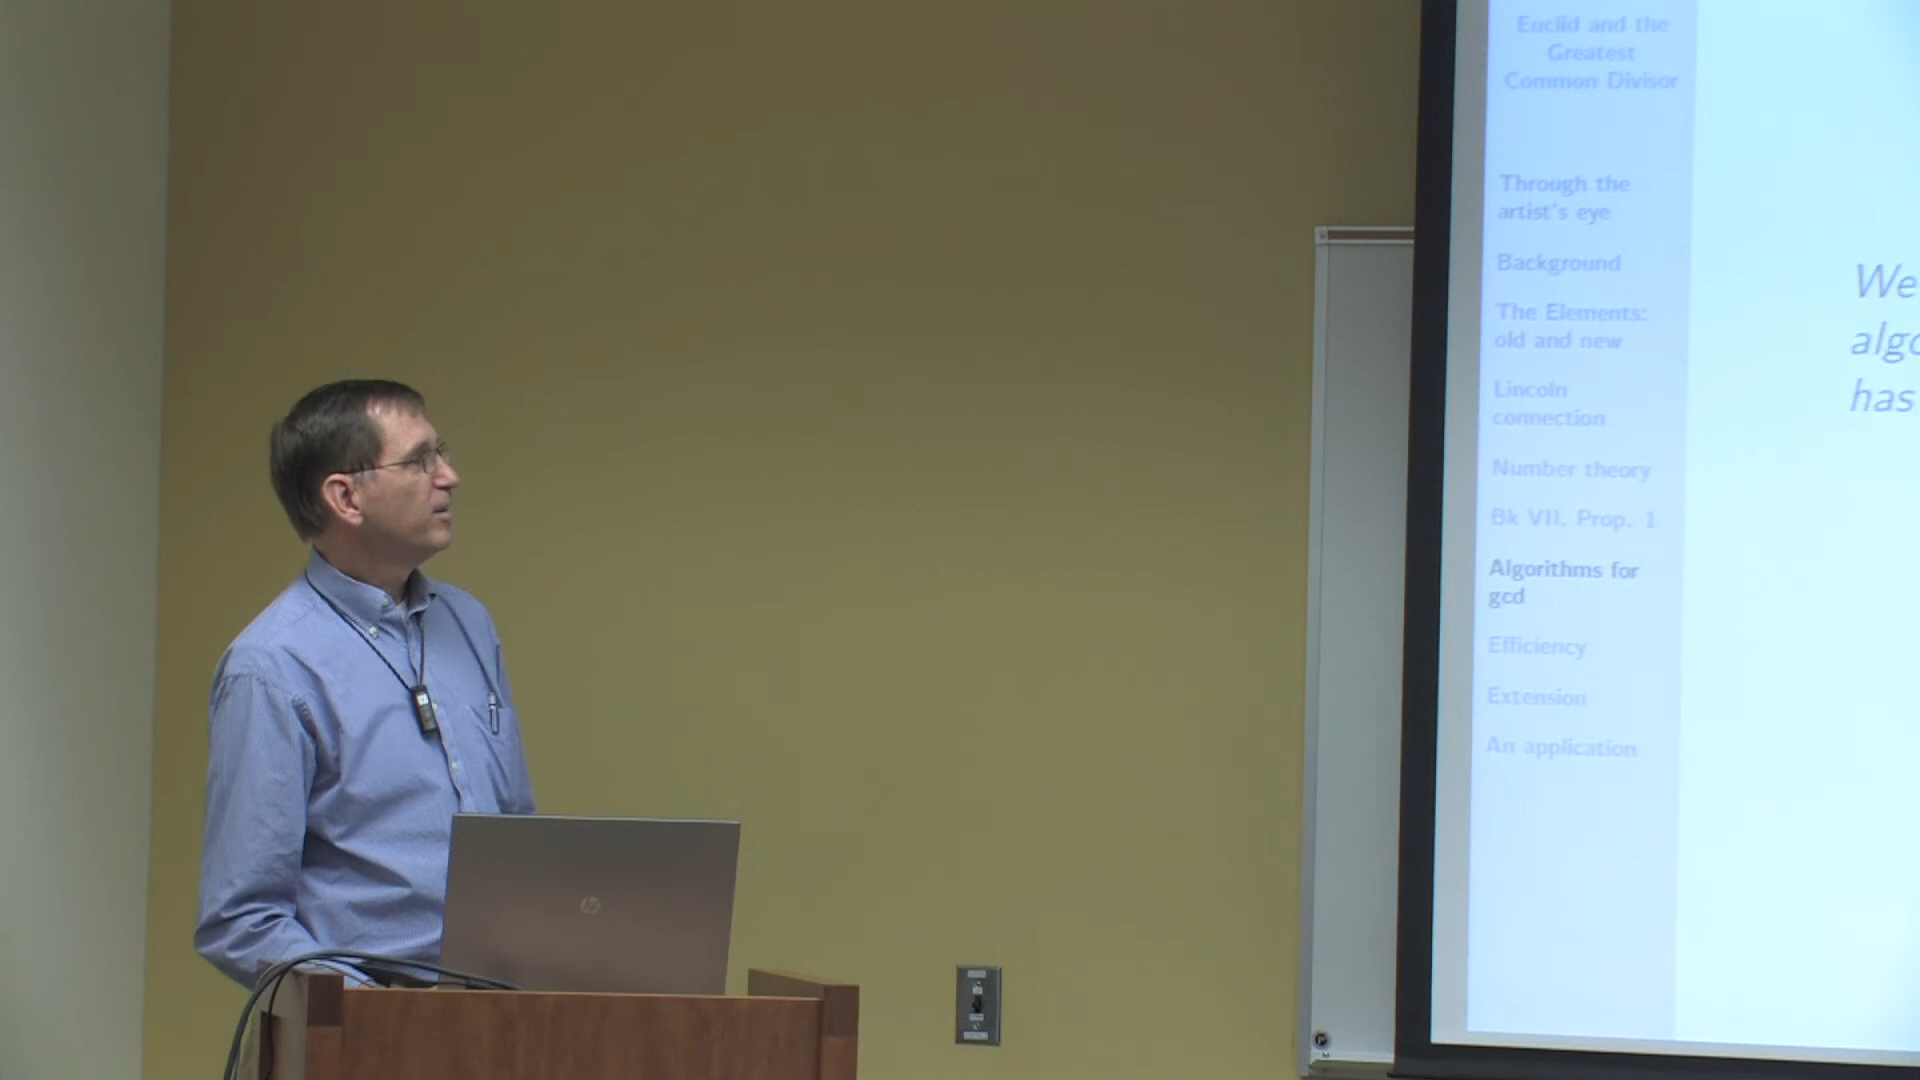 Euclid and the
Greatest
Common Divisor
Through the
artist's eye
Background
The Elements:
old and new
Lincoln
connection
Number theory
Bk VII, Prop. 1
Algorithms for
gcd
Efficiency
Extension
An application
We
algo
has
hp